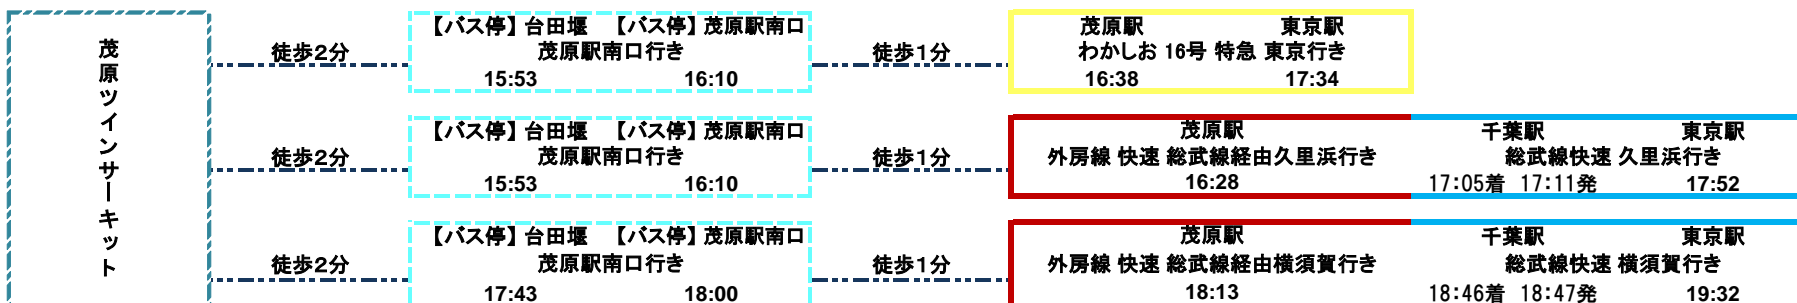 茂原ツインサーキット
徒歩2分
【バス停】台田堰 【バス停】茂原駅南口
茂原駅南口行き
15:53 16:10
徒歩1分
茂原駅 東京駅
わかしお 16号 特急 東京行き
16:38 17:34
徒歩2分
【バス停】台田堰 【バス停】茂原駅南口
茂原駅南口行き
15:53 16:10
徒歩1分
茂原駅
外房線 快速 総武線経由久里浜行き
16:28
千葉駅 東京駅
総武線快速 久里浜行き
17:05着 17:11発 17:52
徒歩2分
【バス停】台田堰 【バス停】茂原駅南口
茂原駅南口行き
17:43 18:00
徒歩1分
茂原駅
外房線 快速 総武線経由横須賀行き
18:13
千葉駅 東京駅
総武線快速 横須賀行き
18:46着 18:47発 19:32